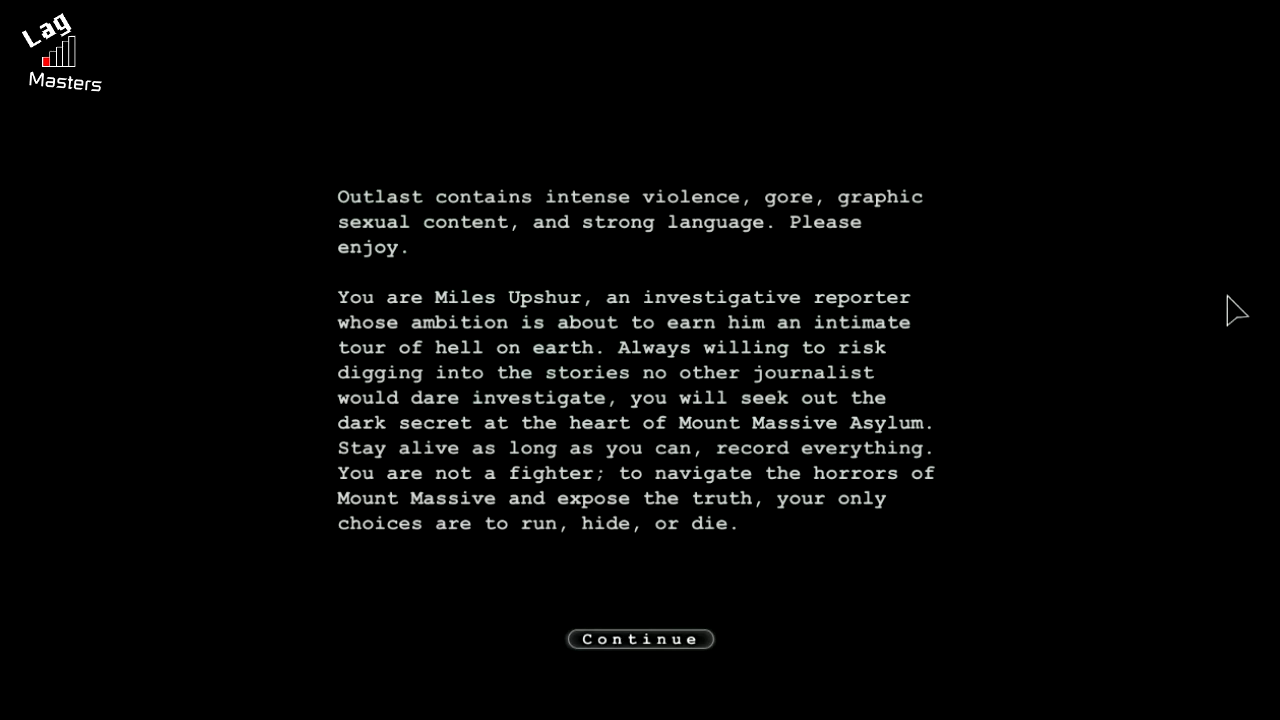 Lag
Masters
Outlast contains intense violence, gore, graphic
sexual content, and strong language. Please
enjoy.
You are Miles Upshur, an investigative reporter
whose ambition is about to earn him an intimate
tour of hell on earth. Always willing to risk
digging into the stories no other journalist
would dare investigate, you will seek out the
dark secret at the heart of Mount Massive Asylum.
Stay alive as long as you can, record everything.
You are not a fighter; to navigate the horrors of
Mount Massive and expose the truth, your only
choices are to run, hide, or die.
Continue